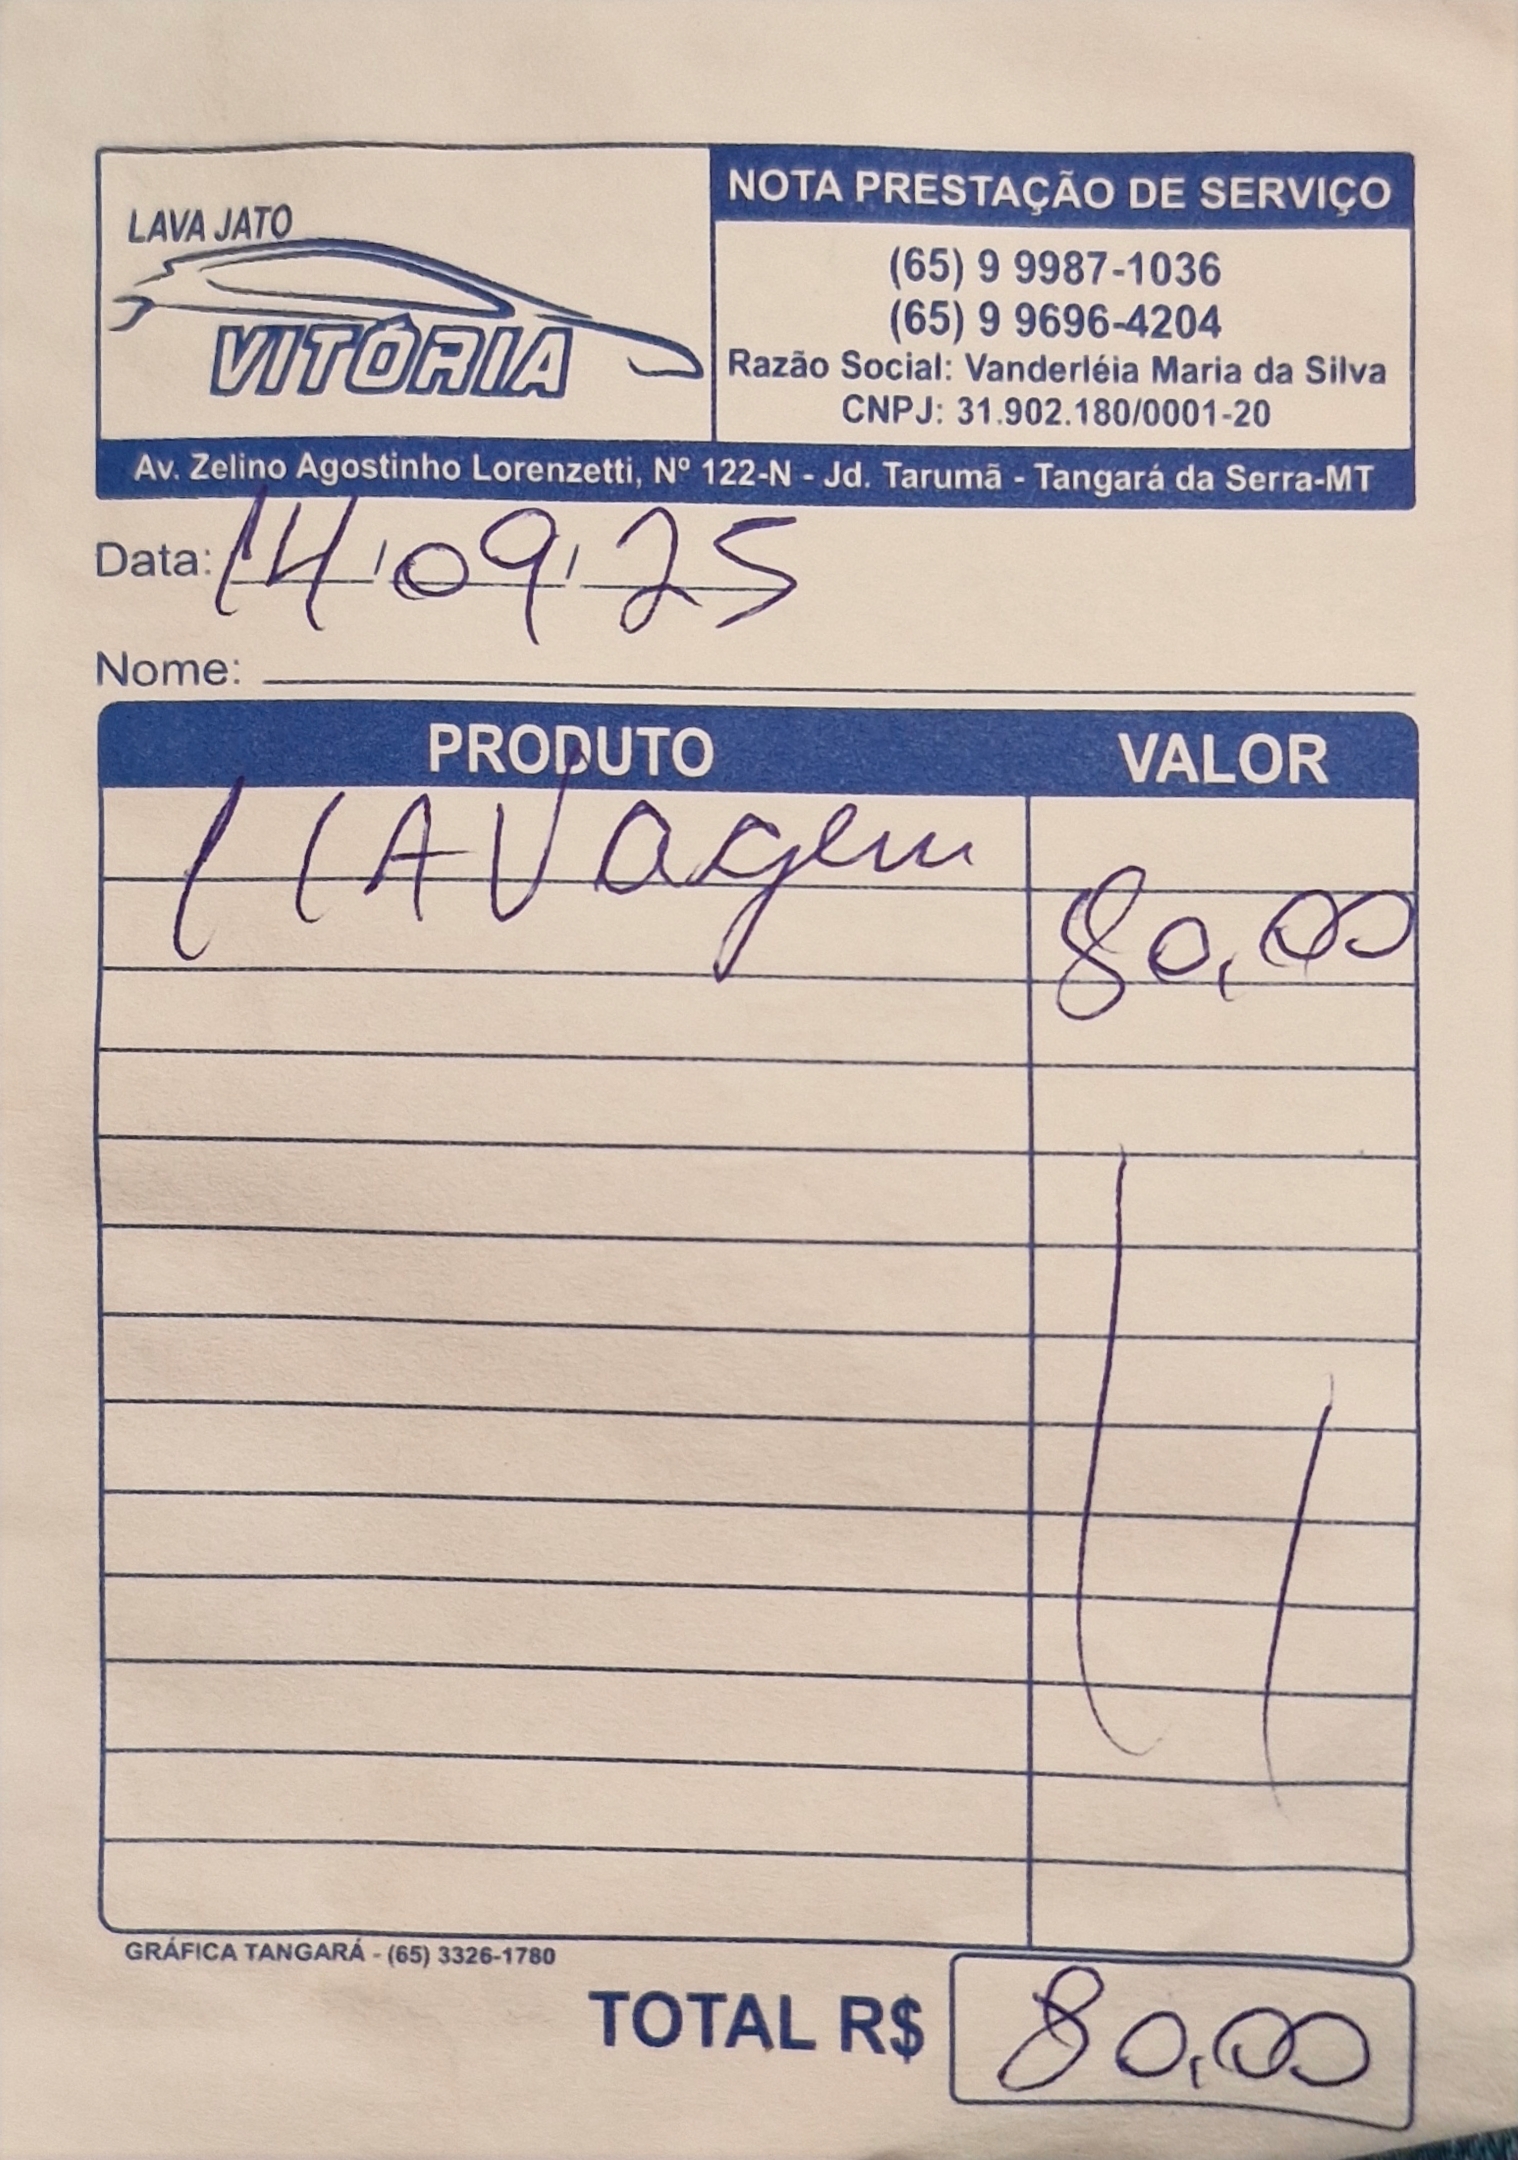 LAVA JATO
VITÓRIA
NOTA PRESTAÇÃO DE SERVIÇO
(65) 9 9987-1036
(65) 9 9696-4204
Razão Social: Vanderléia Maria da Silva
CNPJ: 31.902.180/0001-20
Av. Zelino Agostinho Lorenzetti, Nº 122-N - Jd. Tarumã - Tangará da Serra-MT
Data: 14/09/25
Nome:
PRODUTO VALOR
1 LAVagem 80,00
GRÁFICA TANGARÁ - (65) 3326-1780
TOTAL R$ 80,00